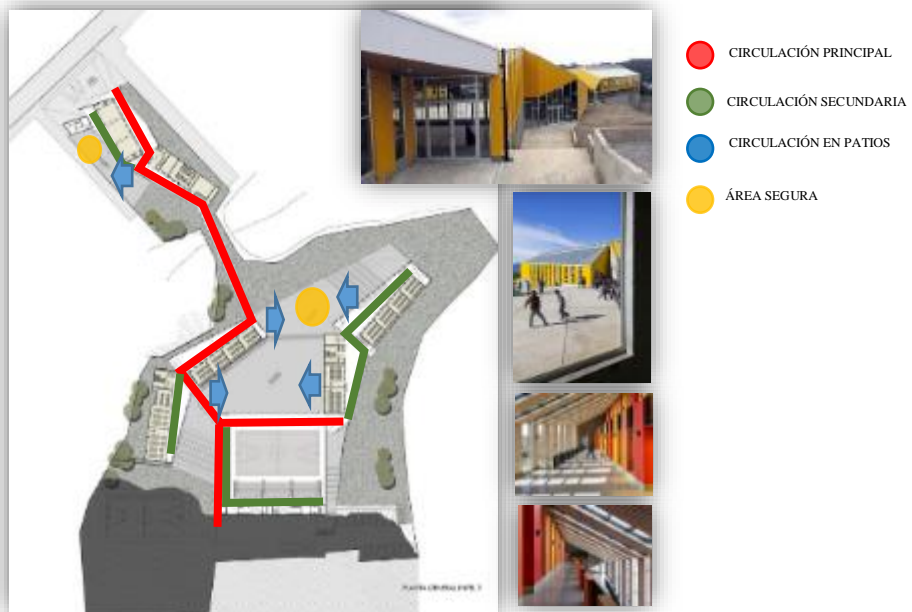 CIRCULACIÓN PRINCIPAL
CIRCULACIÓN SECUNDARIA
CIRCULACIÓN EN PATIOS
ÁREA SEGURA